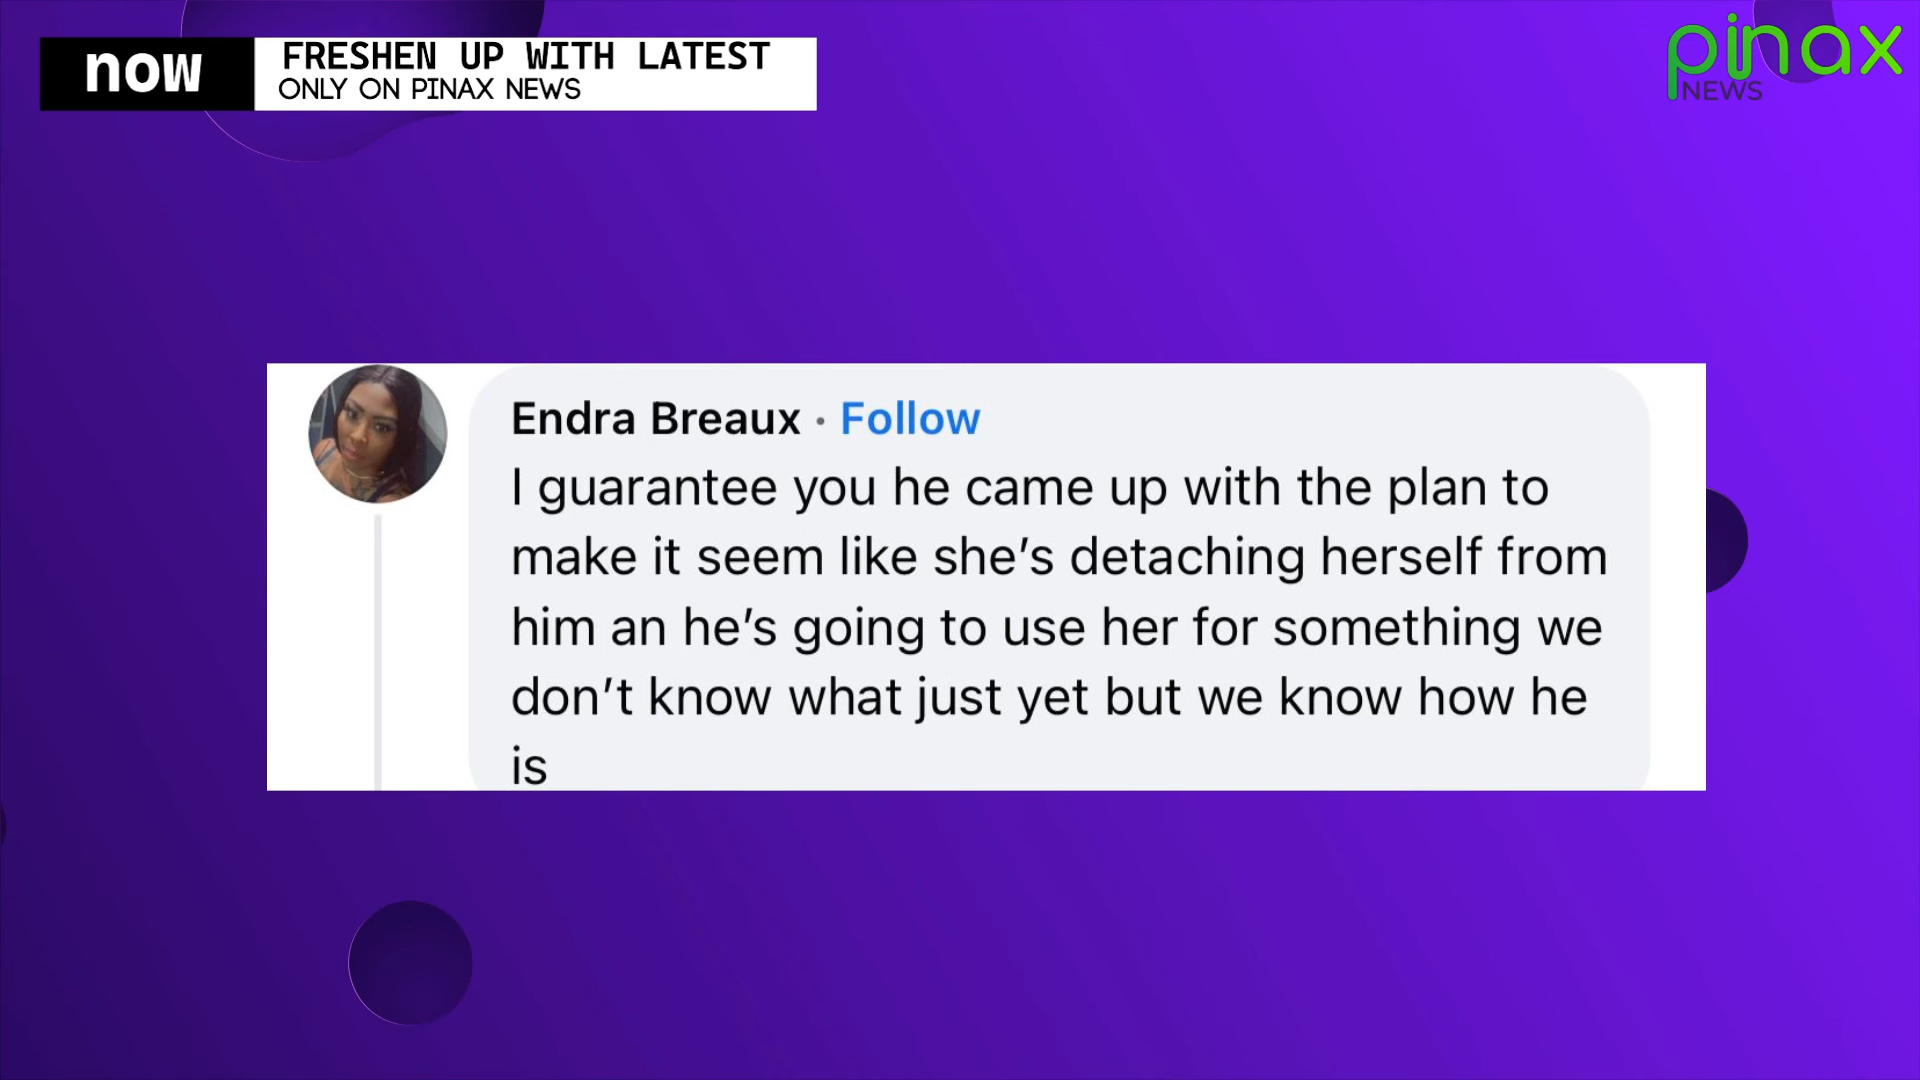 now
FRESHEN UP WITH LATEST
ONLY ON PINAX NEWS
pinax
NEWS
Endra Breaux · Follow
I guarantee you he came up with the plan to
make it seem like she’s detaching herself from
him an he’s going to use her for something we
don’t know what just yet but we know how he
is